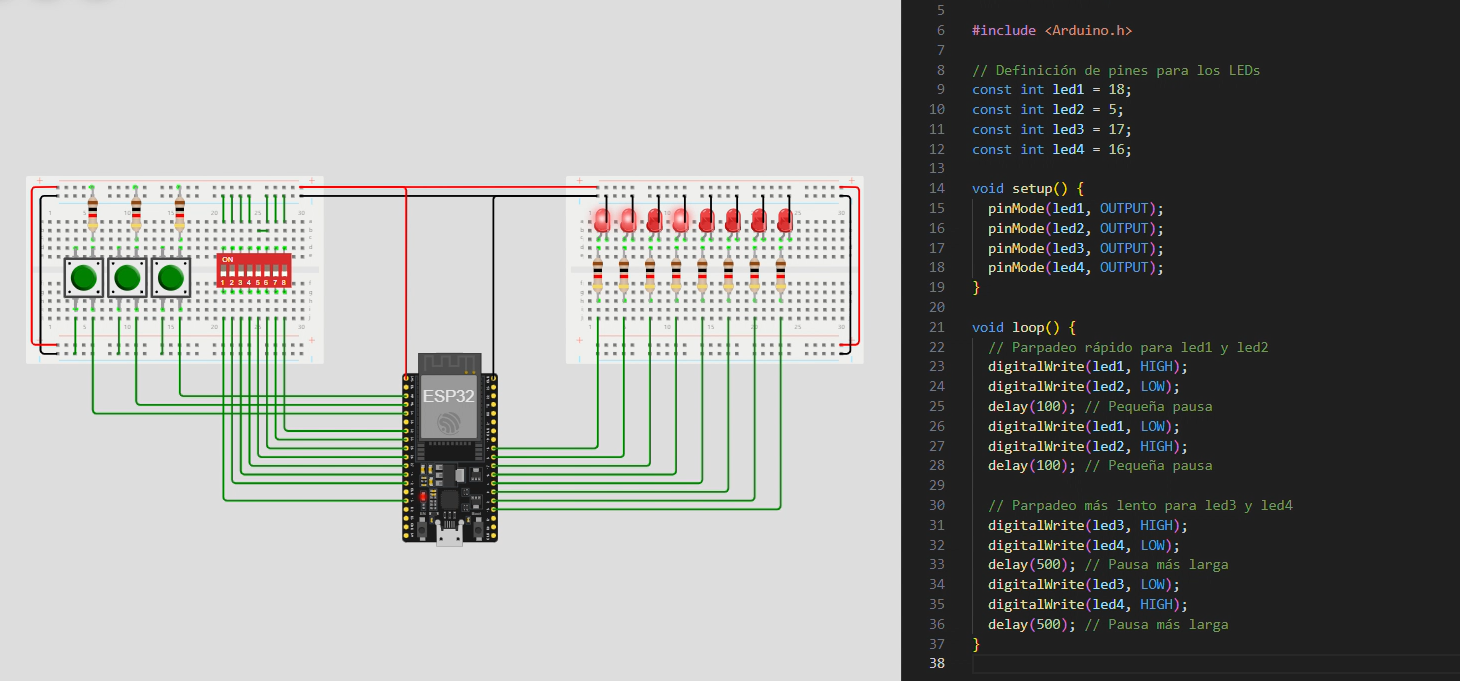 ESP32
ON
1 2 3 4 5 6 7 8
5
6 #include <Arduino.h>
7
8 // Definición de pines para los LEDs
9 const int led1 = 18;
10 const int led2 = 5;
11 const int led3 = 17;
12 const int led4 = 16;
13
14 void setup() {
15 pinMode(led1, OUTPUT);
16 pinMode(led2, OUTPUT);
17 pinMode(led3, OUTPUT);
18 pinMode(led4, OUTPUT);
19 }
20
21 void loop() {
22 // Parpadeo rápido para led1 y led2
23 digitalWrite(led1, HIGH);
24 digitalWrite(led2, LOW);
25 delay(100); // Pequeña pausa
26 digitalWrite(led1, LOW);
27 digitalWrite(led2, HIGH);
28 delay(100); // Pequeña pausa
29
30 // Parpadeo más lento para led3 y led4
31 digitalWrite(led3, HIGH);
32 digitalWrite(led4, LOW);
33 delay(500); // Pausa más larga
34 digitalWrite(led3, LOW);
35 digitalWrite(led4, HIGH);
36 delay(500); // Pausa más larga
37 }
38